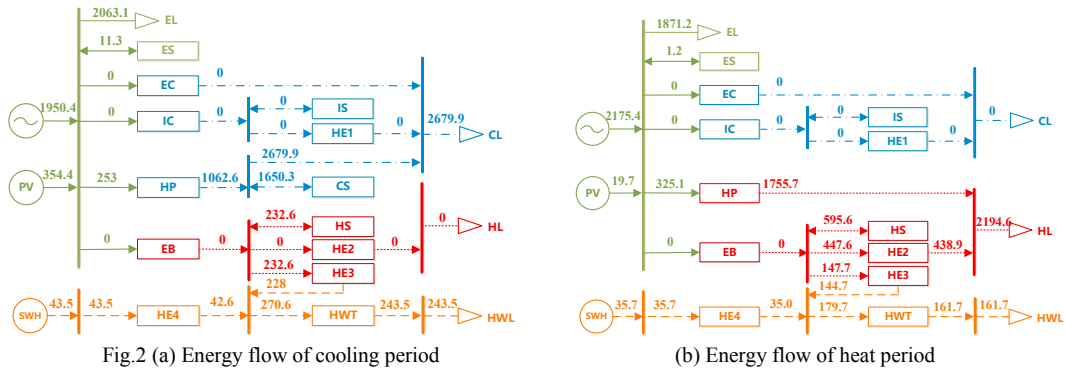 2063.1
EL
11.3
ES
0
EC
0
1950.4
0
IC
0
0
IS
0
HE1
0
2679.9
CL
2679.9
PV
354.4
253
HP
1062.6
1650.3
CS
232.6
HS
0
HL
0
EB
0
0
HE2
0
232.6
HE3
228
SWH
43.5
43.5
HE4
42.6
270.6
HWT
243.5
243.5
HWL
Fig.2 (a) Energy flow of cooling period
1871.2
EL
1.2
ES
0
EC
0
2175.4
0
IC
0
0
IS
0
HE1
0
0
CL
PV
19.7
325.1
HP
1755.7
595.6
HS
2194.6
HL
0
EB
0
447.6
HE2
438.9
147.7
HE3
144.7
SWH
35.7
35.7
HE4
35.0
179.7
HWT
161.7
161.7
HWL
(b) Energy flow of heat period